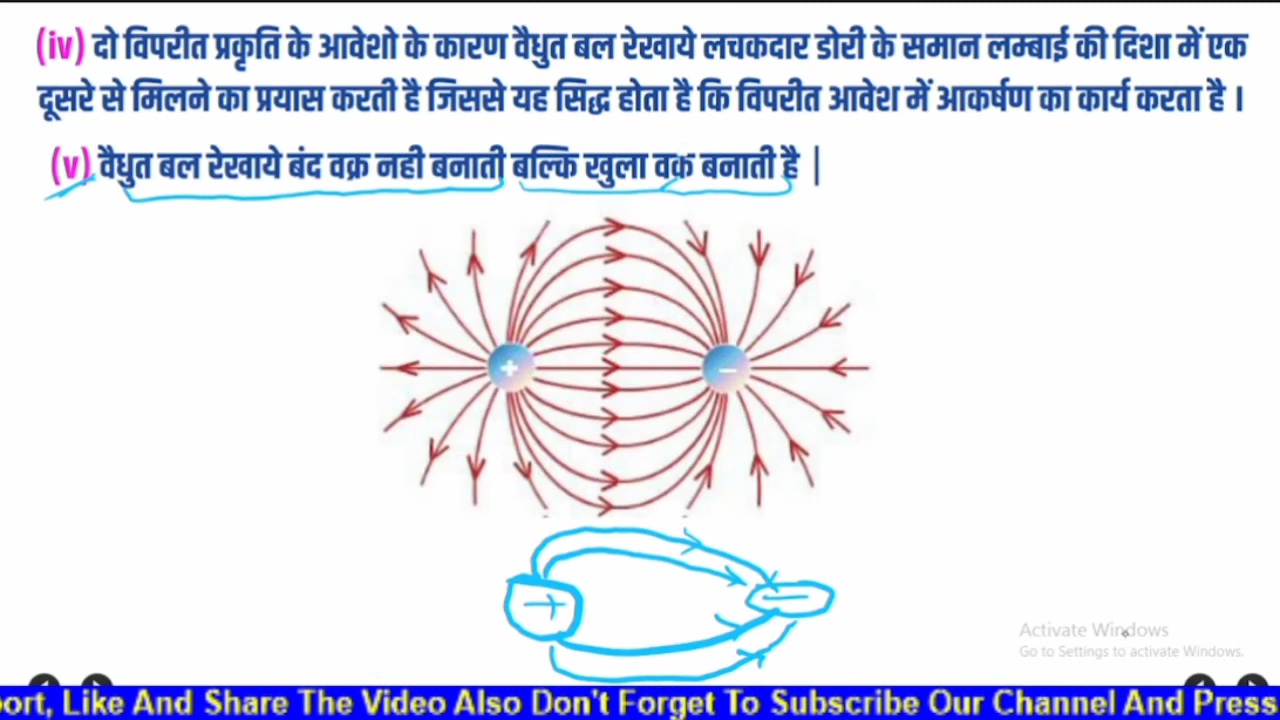 (iv) दो विपरीत प्रकृति के आवेशो के कारण वैधुत बल रेखाये लचकदार डोरी के समान लम्बाई की दिशा में एक
दूसरे से मिलने का प्रयास करती है जिससे यह सिद्ध होता है कि विपरीत आवेश में आकर्षण का कार्य करता है ।
(v) वैधुत बल रेखाये बंद वक्र नही बनाती बल्कि खुला वक्र बनाती है |
+ −
+ −
Activate Windows
Go to Settings to activate Windows.
ort, Like And Share The Video Also Don't Forget To Subscribe Our Channel And Press